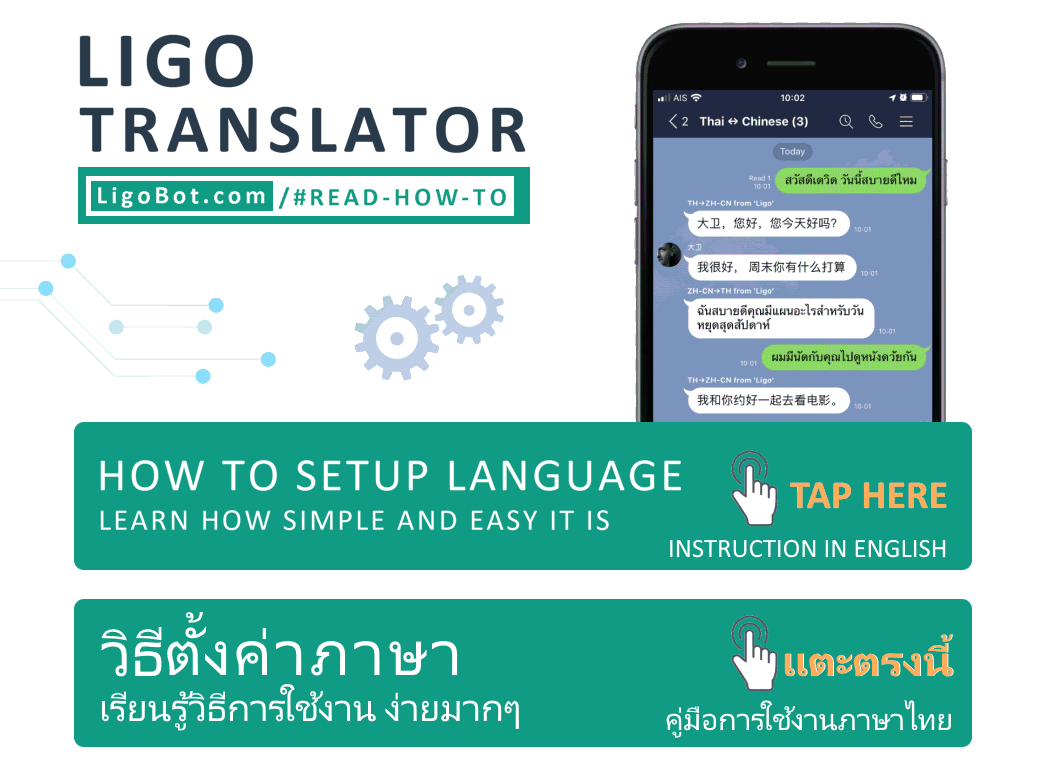 LIGO
TRANSLATOR
LigoBot.com /#READ-HOW-TO
AIS 10:02
2 Thai ↔ Chinese (3)
Today
Read 1
10:01
สวัสดีเดวิด วันนี้สบายดีไหม
TH→ZH-CN from 'Ligo'
大卫，您好，您今天好吗?
10:01
大卫
我很好， 周末你有什么打算
10:01
ZH-CN→TH from 'Ligo'
ฉันสบายดีคุณมีแผนอะไรสำหรับวัน
หยุดสุดสัปดาห์
10:01
10:01
ผมมีนัดกับคุณไปดูหนังดวัยกัน
TH→ZH-CN from 'Ligo'
我和你约好一起去看电影。
10:01
HOW TO SETUP LANGUAGE
LEARN HOW SIMPLE AND EASY IT IS
TAP HERE
INSTRUCTION IN ENGLISH
วิธีตั้งค่าภาษา
เรียนรู้วิธีการใช้งาน ง่ายมากๆ
แตะตรงนี้
คู่มือการใช้งานภาษาไทย